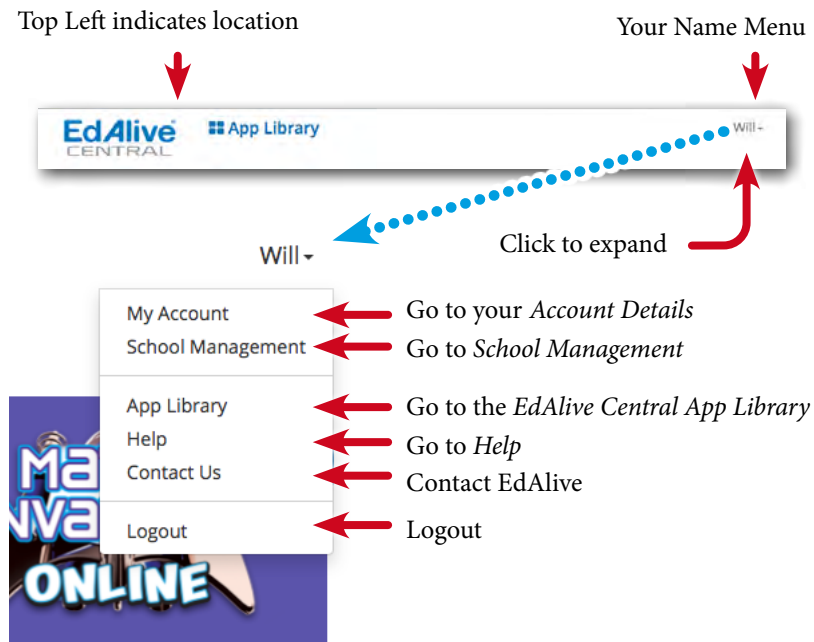 Top Left indicates location
Your Name Menu
EdAlive
CENTRAL
App Library
Will
Click to expand
Will
My Account
Go to your Account Details
School Management
Go to School Management
App Library
Go to the EdAlive Central App Library
Help
Go to Help
Contact Us
Contact EdAlive
Logout
Logout
ONLINE